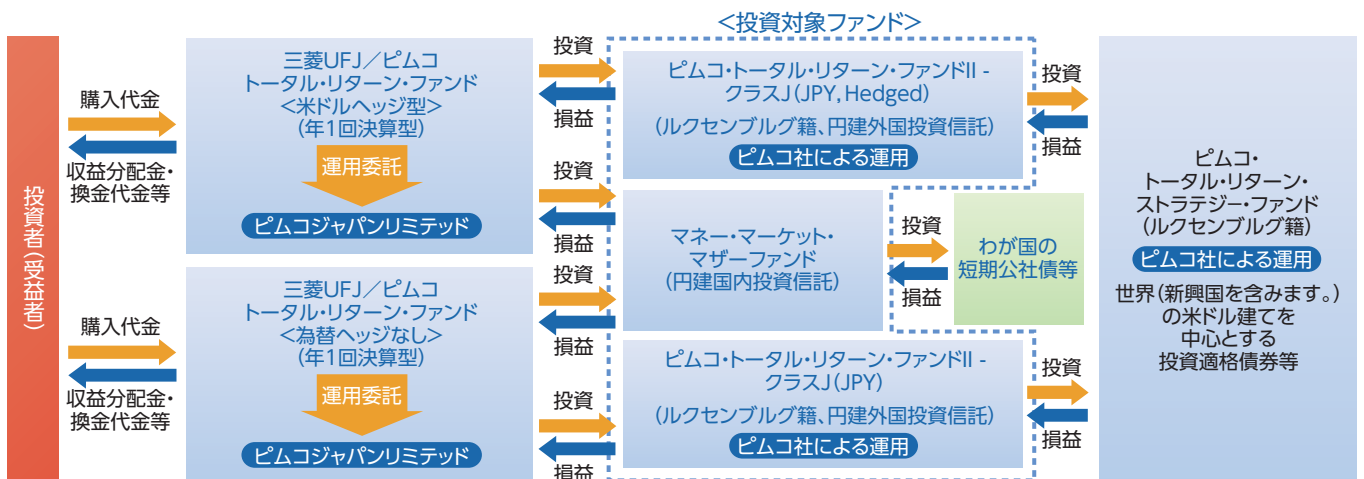 <投資対象ファンド>
投資者(受益者)
購入代金
収益分配金・
換金代金等
購入代金
収益分配金・
換金代金等
三菱UFJ/ピムコ
トータル・リターン・ファンド
<米ドルヘッジ型>
(年1回決算型)
運用委託
ピムコジャパンリミテッド
三菱UFJ/ピムコ
トータル・リターン・ファンド
<為替ヘッジなし>
(年1回決算型)
運用委託
ピムコジャパンリミテッド
投資
損益
投資
損益
投資
損益
投資
損益
ピムコ・トータル・リターン・ファンドII -
クラスJ(JPY,Hedged)
(ルクセンブルグ籍、円建外国投資信託)
ピムコ社による運用
マネー・マーケット・
マザーファンド
(円建国内投資信託)
投資
損益
わが国の
短期公社債等
ピムコ・トータル・リターン・ファンドII -
クラスJ(JPY)
(ルクセンブルグ籍、円建外国投資信託)
ピムコ社による運用
投資
損益
投資
損益
ピムコ・
トータル・リターン・
ストラテジー・ファンド
(ルクセンブルグ籍)
ピムコ社による運用
世界(新興国を含みます。)
の米ドル建てを
中心とする
投資適格債券等